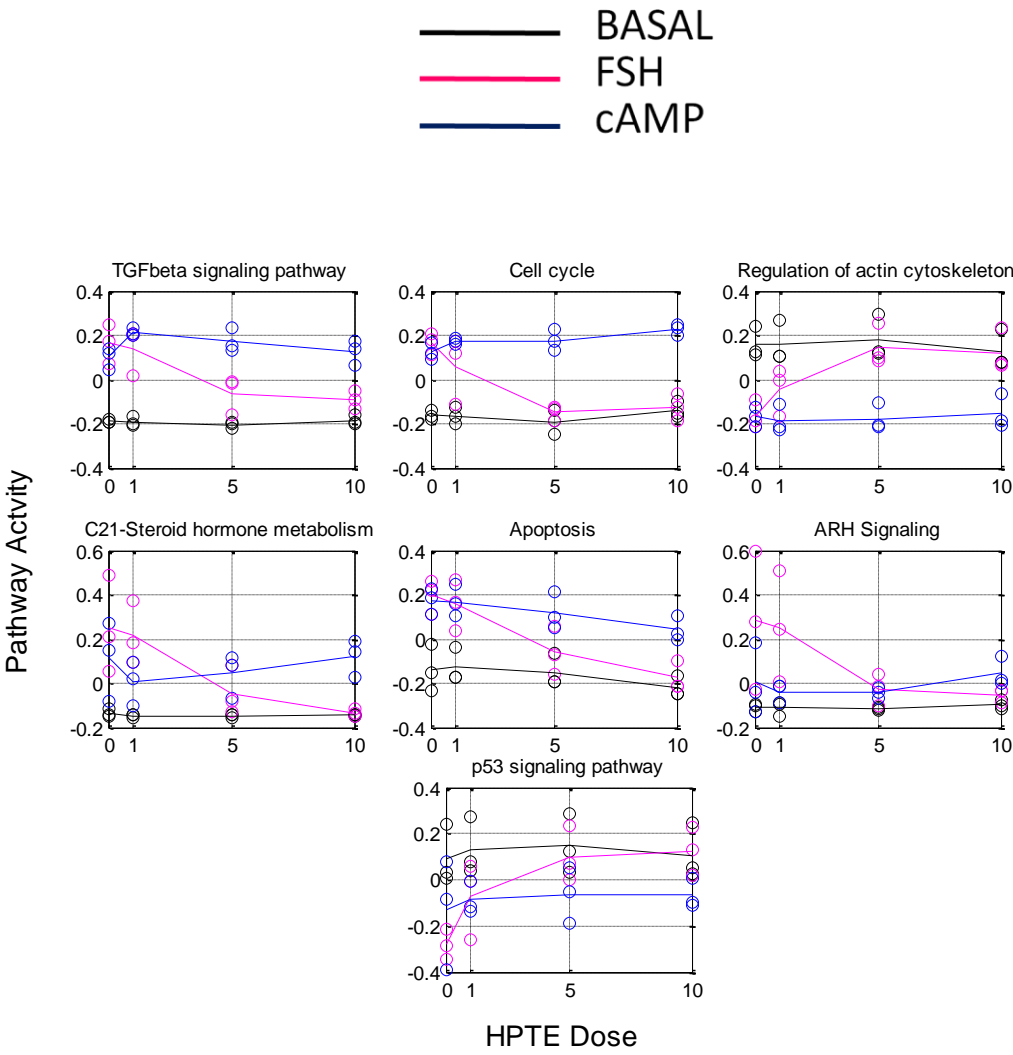 BASAL
FSH
cAMP
TGFbeta signaling pathway
Cell cycle
Regulation of actin cytoskeleton
0.4 0.4 0.4
0.2 0.2 0.2
0 0 0
-0.2 -0.2 -0.2
-0.4 -0.4 -0.4
0 1 5 10 0 1 5 10 0 1 5 10
Pathway Actvity
C21-Steroid hormone metabolism
Apoptosis
ARH Signaling
0.6 0.4 0.6
0.4 0.2 0.4
0.2 0 0.2
0 -0.2 0
-0.2 -0.4 -0.2
0 1 5 10 0 1 5 10 0 1 5 10
p53 signaling pathway
0.4
0.2
0
-0.2
-0.4
0 1 5 10
HPTE Dose